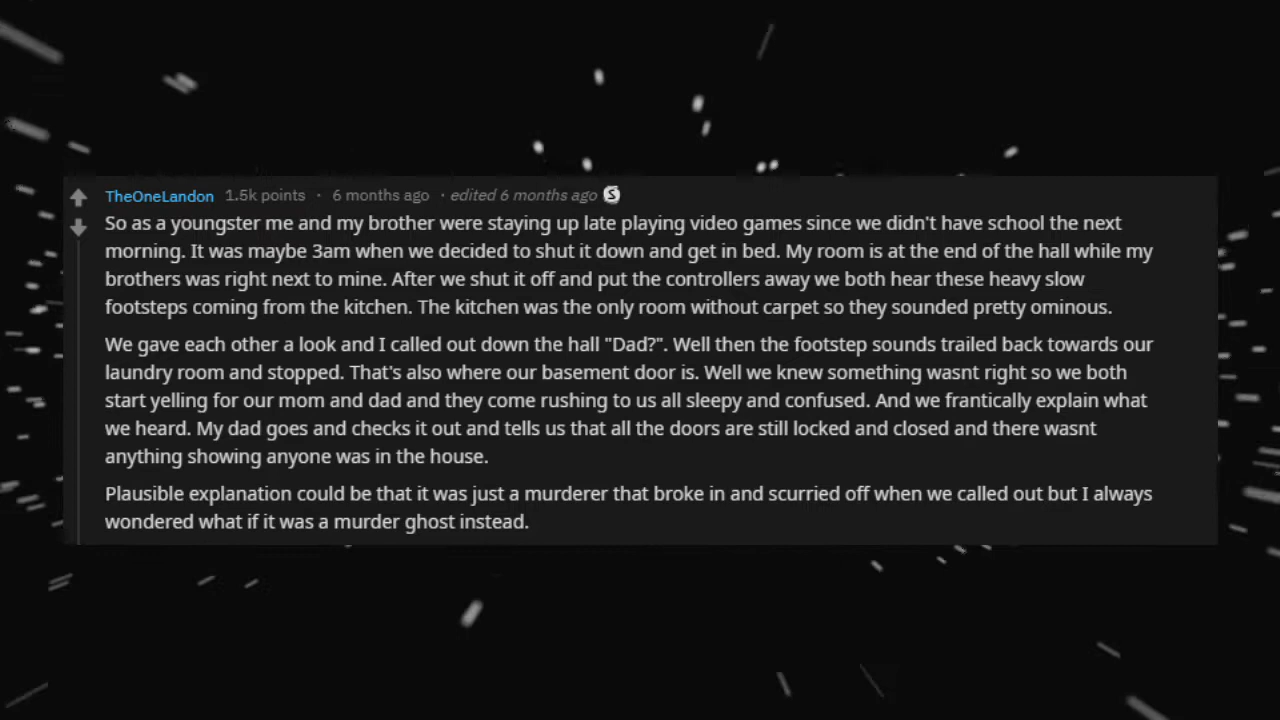 TheOneLandon 1.5k points · 6 months ago · edited 6 months ago S
So as a youngster me and my brother were staying up late playing video games since we didn't have school the next
morning. It was maybe 3am when we decided to shut it down and get in bed. My room is at the end of the hall while my
brothers was right next to mine. After we shut it off and put the controllers away we both hear these heavy slow
footsteps coming from the kitchen. The kitchen was the only room without carpet so they sounded pretty ominous.
We gave each other a look and I called out down the hall "Dad?". Well then the footstep sounds trailed back towards our
laundry room and stopped. That's also where our basement door is. Well we knew something wasnt right so we both
start yelling for our mom and dad and they come rushing to us all sleepy and confused. And we frantically explain what
we heard. My dad goes and checks it out and tells us that all the doors are still locked and closed and there wasnt
anything showing anyone was in the house.
Plausible explanation could be that it was just a murderer that broke in and scurried off when we called out but I always
wondered what if it was a murder ghost instead.